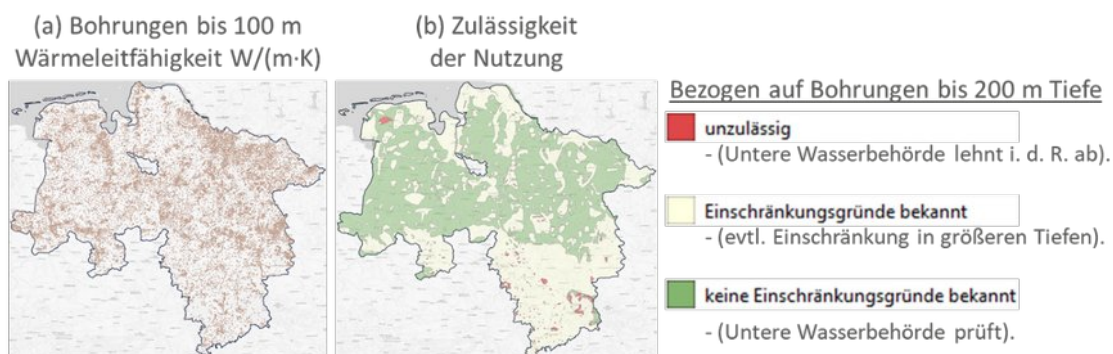 (a) Bohrungen bis 100 m
Wärmeleitfähigkeit W/(m·K)
(b) Zulässigkeit
der Nutzung
Bezogen auf Bohrungen bis 200 m Tiefe
unzulässig
- (Untere Wasserbehörde lehnt i. d. R. ab).
Einschränkungsgründe bekannt
- (evtl. Einschränkung in größeren Tiefen).
keine Einschränkungsgründe bekannt
- (Untere Wasserbehörde prüft).